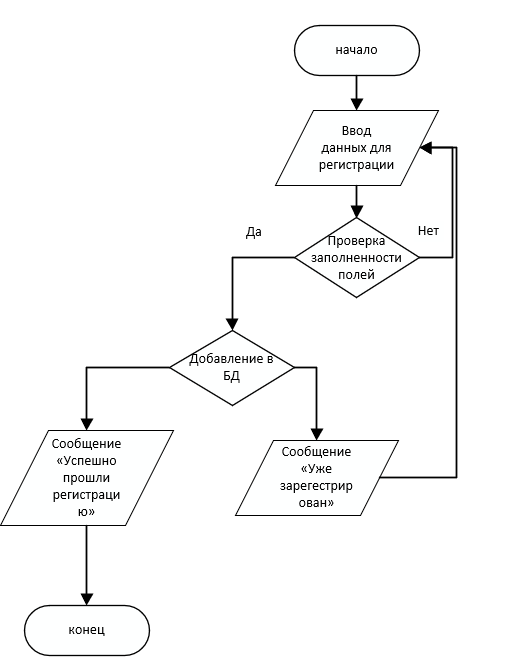 начало
Ввод
данных для
регистрации
Да
Нет
Проверка
заполненности
полей
Добавление в
БД
Сообщение
«Успешно
прошли
регистраци
ю»
Сообщение
«Уже
зарегестрир
ован»
конец